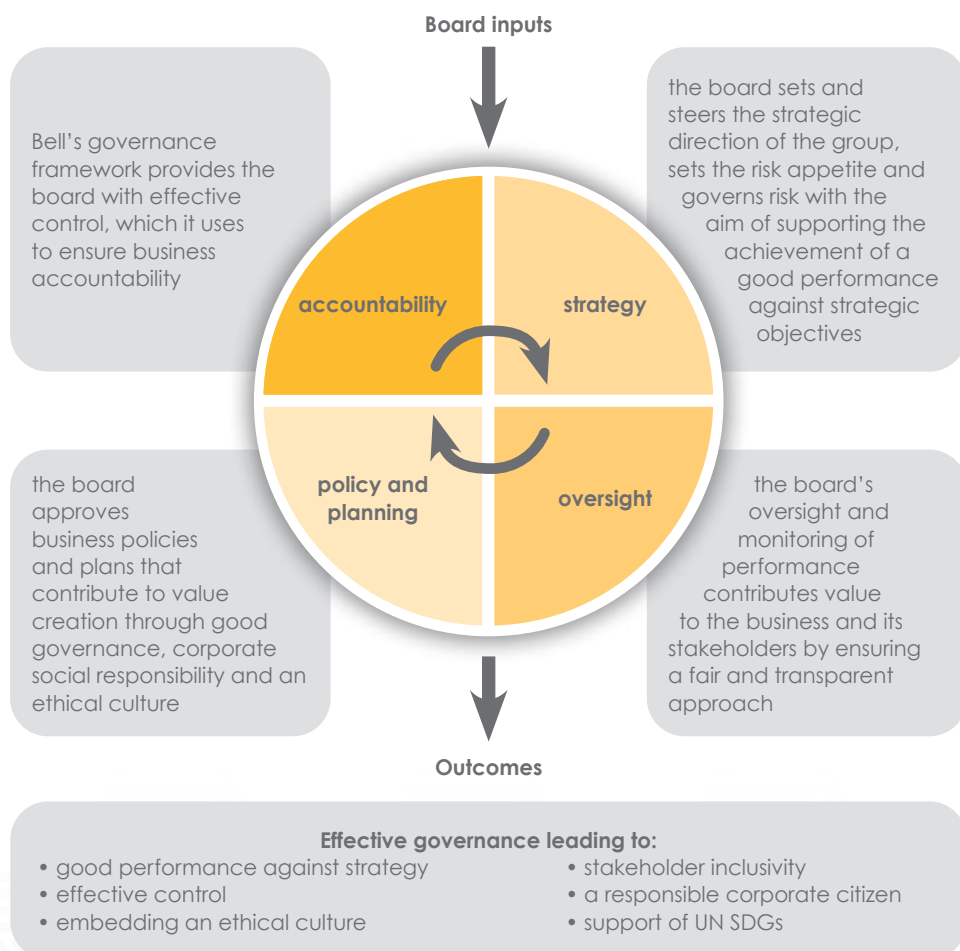 Board inputs
Bell’s governance
framework provides the
board with effective
control, which it uses
to ensure business
accountability
the board sets and
steers the strategic
direction of the group,
sets the risk appetite and
governs risk with the
aim of supporting the
achievement of a
good performance
against strategic
objectives
accountability
strategy
policy and
planning
oversight
the board
approves
business policies
and plans that
contribute to value
creation through good
governance, corporate
social responsibility and an
ethical culture
the board’s
oversight and
monitoring of
performance
contributes value
to the business and its
stakeholders by ensuring
a fair and transparent
approach
Outcomes
Effective governance leading to:
• good performance against strategy
• effective control
• embedding an ethical culture
• stakeholder inclusivity
• a responsible corporate citizen
• support of UN SDGs